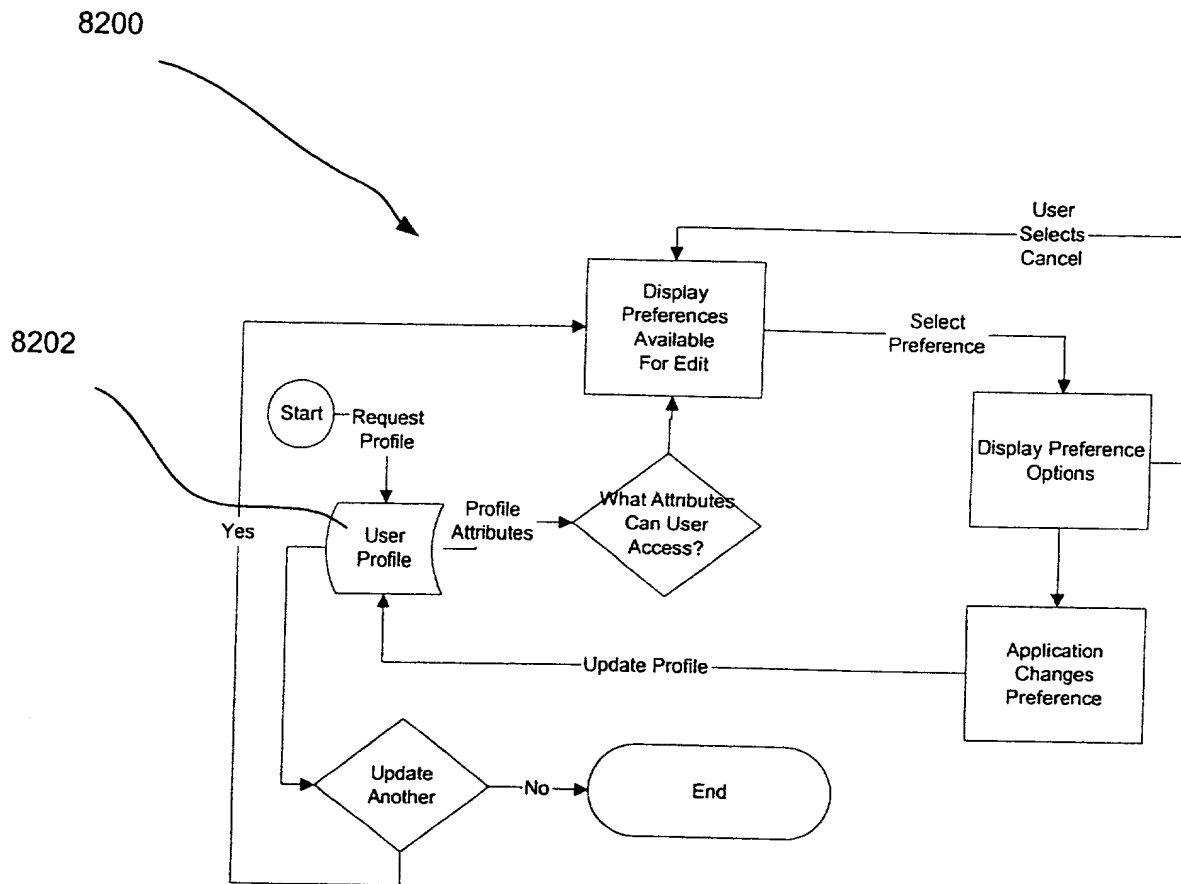 8200
User
Selects
Cancel
Display
Preferences
Available
For Edit
Select
Preference
8202
Start
Request
Profile
Display Preference
Options
What Attributes
Can User
Access?
Profile
Attributes
User
Profile
Yes
Application
Changes
Preference
Update Profile
Update
Another
No
End